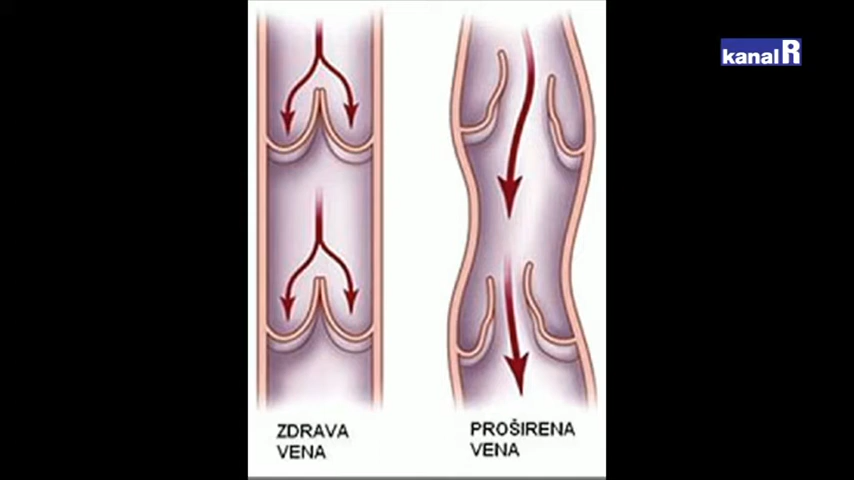 kanal R
ZDRAVA
VENA
PROŠIRENA
VENA